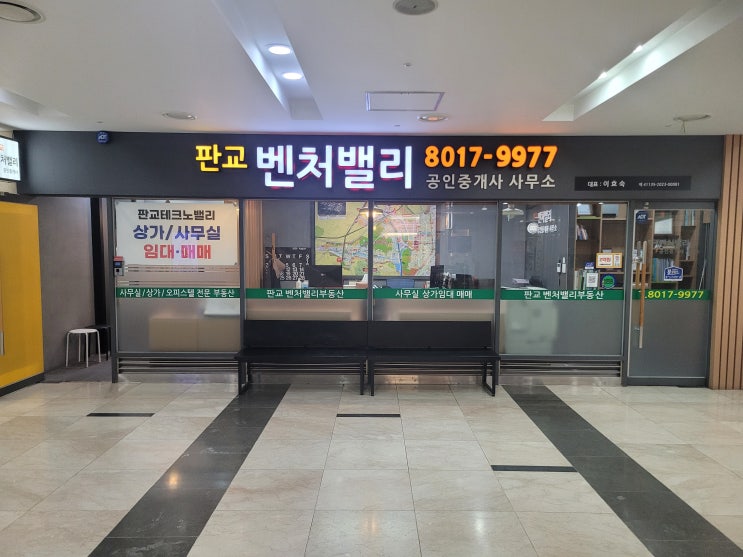 판교 벤처밸리 8017-9977
공인중개사 사무소
대표 : 이효숙
처밸리
판교테크노밸리
상가/사무실
임대·매매
S M T W T F S
사무실/상가/오피스텔 전문 부동산
판교 벤처밸리부동산
사무실 상가임대 매매
판교 벤처밸리부동산
T.8017-9977